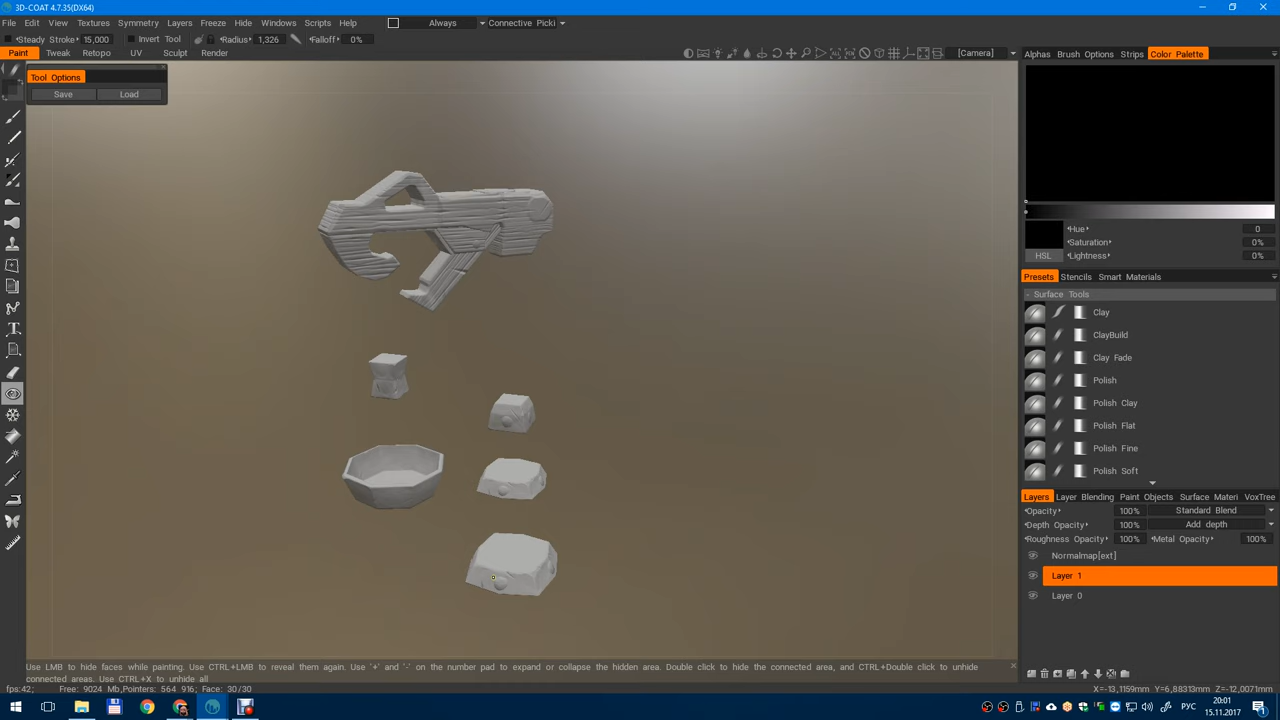 3D-COAT 4.7.35(DX64)
File Edit View Textures Symmetry Layers Freeze Hide Windows Scripts Help Always Connective Picki
Steady Stroke 15,000 Invert Tool Radius 1,326 Falloff 0%
Paint Tweak Retopo UV Sculpt Render [Camera]
Tool Options
Save Load
Alphas Brush Options Strips Color Palette
Hue 0
Saturation 0%
HSL Lightness 0%
Presets Stencils Smart Materials
- Surface Tools
Clay
ClayBuild
Clay Fade
Polish
Polish Clay
Polish Flat
Polish Fine
Polish Soft
Layers Layer Blending Paint Objects Surface Materi VoxTree
Opacity 100% Standard Blend
Depth Opacity 100% Add depth
Roughness Opacity 100% Metal Opacity 100%
Normalmap[ext]
Layer 1
Layer 0
Use LMB to hide faces while painting. Use CTRL+LMB to reveal them again. Use '+' and '-' on the number pad to expand or collapse the hidden area. Double click to hide the connected area, and CTRL+Double click to unhide
connected areas. Use CTRL+X to unhide all
fps:42; Free: 9024 Mb,Pointers: 564 916; Face: 30/30 X=-13,1159mm Y=6,88313mm Z=-12,0071mm
РУС 20:01
15.11.2017